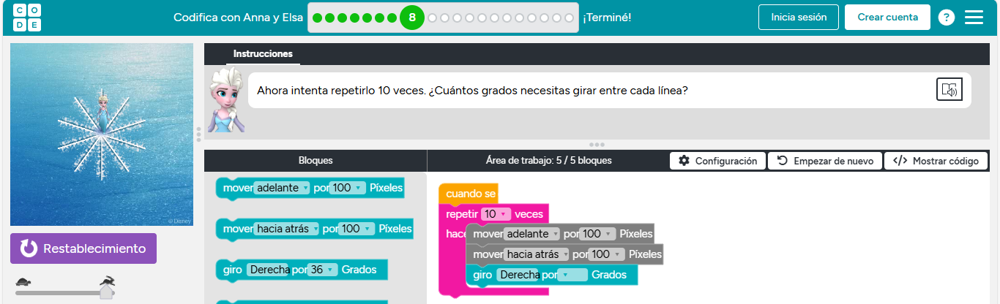 C O
D E
Codifica con Anna y Elsa
8
¡Terminé!
Inicia sesión
Crear cuenta
?
Instrucciones
Ahora intenta repetirlo 10 veces. ¿Cuántos grados necesitas girar entre cada línea?
Bloques
Área de trabajo: 5 / 5 bloques
Configuración
Empezar de nuevo
</> Mostrar código
mover adelante por 100 Píxeles
mover hacia atrás por 100 Píxeles
giro Derecha por 36 Grados
cuando se
repetir 10 veces
hace
mover adelante por 100 Píxeles
mover hacia atrás por 100 Píxeles
giro Derecha por Grados
© Disney
Restablecimiento